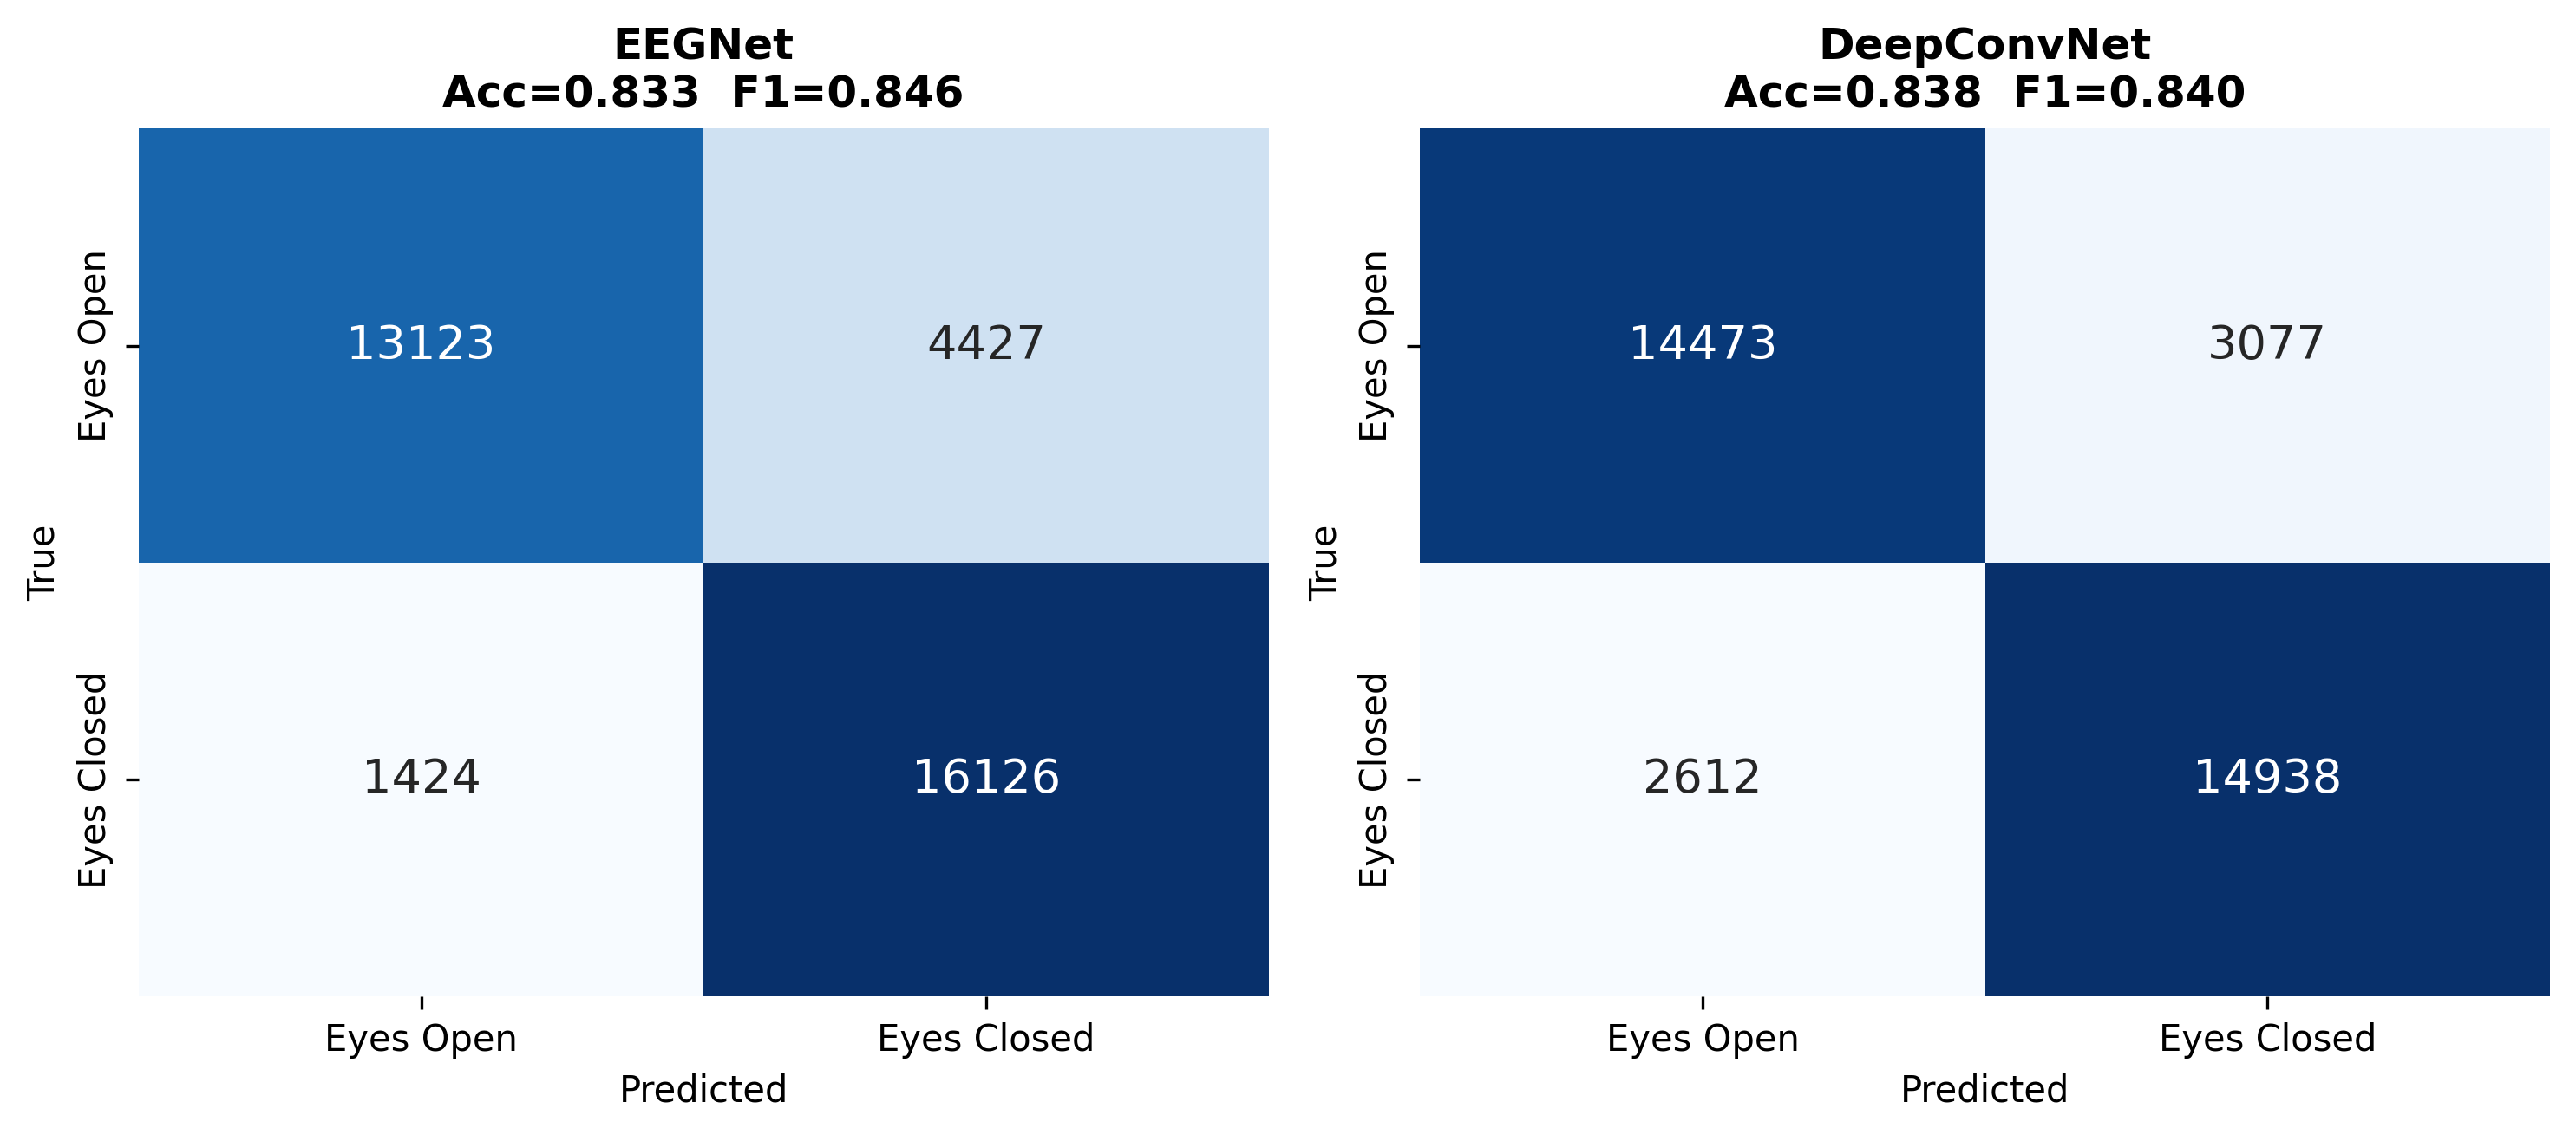 EEGNet
Acc=0.833 F1=0.846
True
Eyes Open
Eyes Closed
13123
4427
1424
16126
Eyes Open
Eyes Closed
Predicted
DeepConvNet
Acc=0.838 F1=0.840
True
Eyes Open
Eyes Closed
14473
3077
2612
14938
Eyes Open
Eyes Closed
Predicted